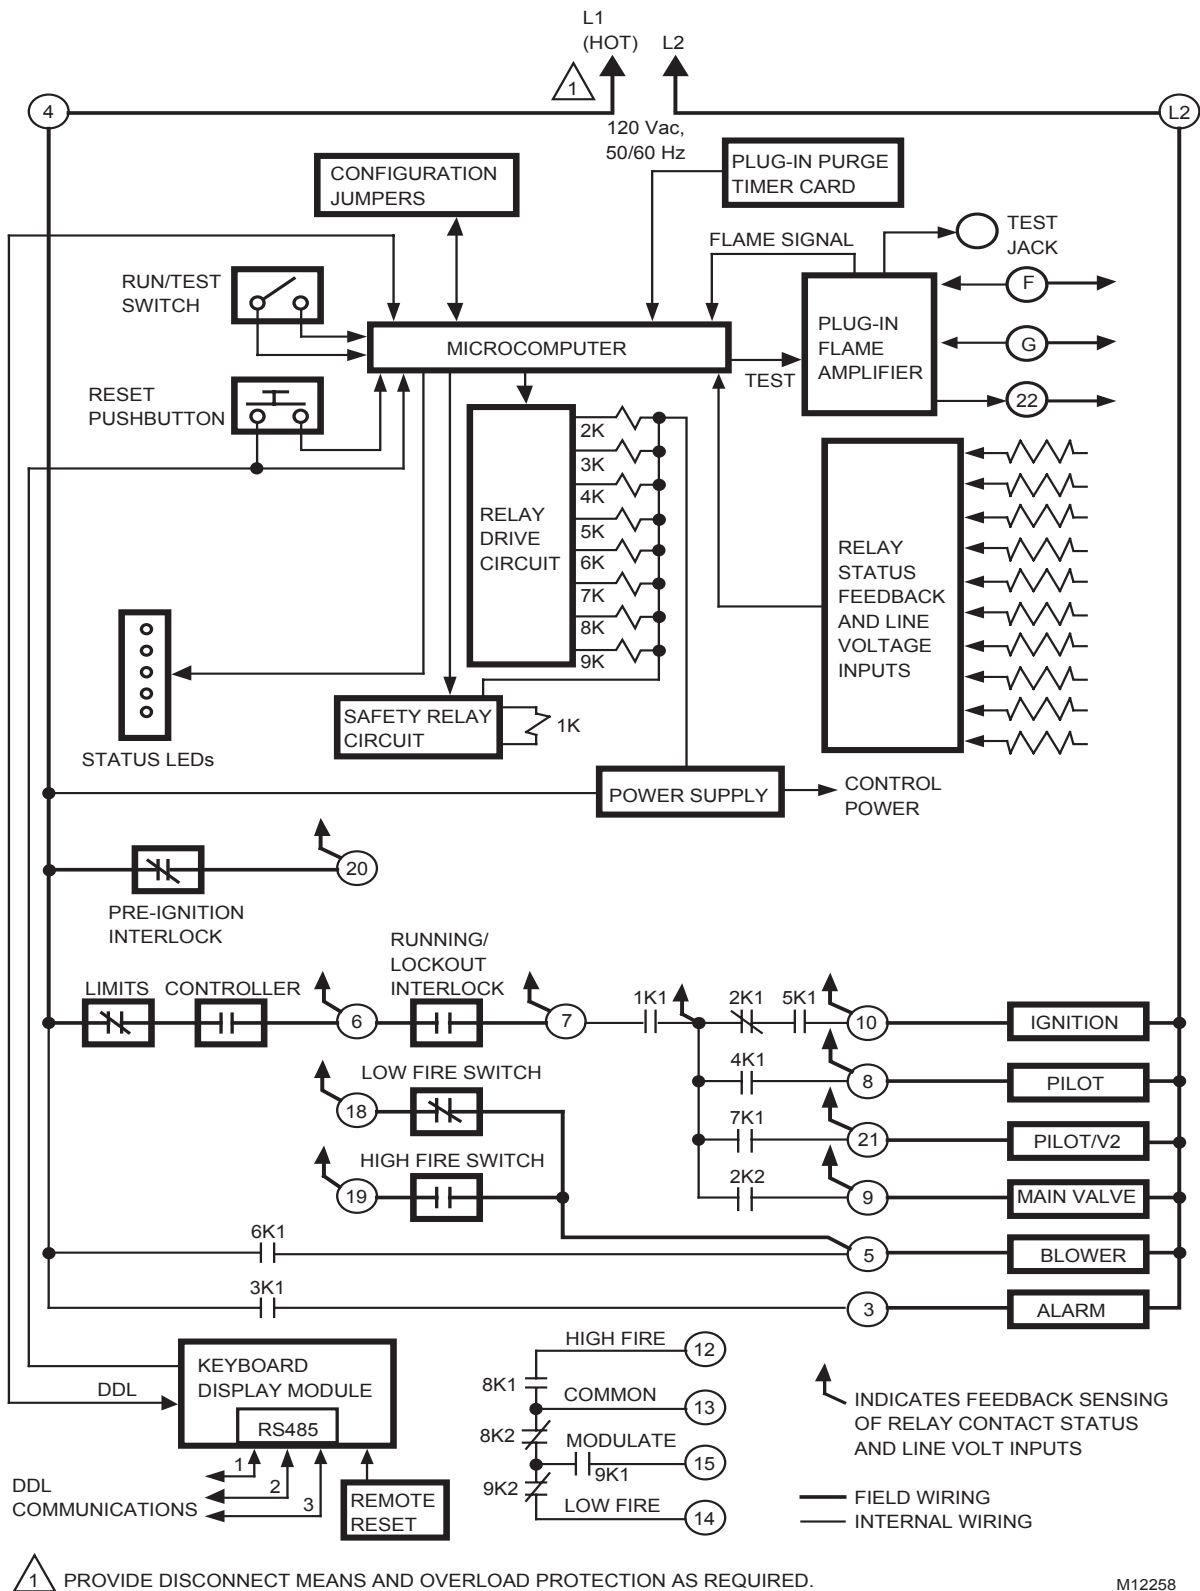 L1
(HOT)
L2
1
4
L2
120 Vac,
50/60 Hz
CONFIGURATION
JUMPERS
PLUG-IN PURGE
TIMER CARD
FLAME SIGNAL
TEST
JACK
RUN/TEST
SWITCH
F
PLUG-IN
FLAME
AMPLIFIER
MICROCOMPUTER
G
TEST
RESET
PUSHBUTTON
22
2K
3K
4K
5K
6K
7K
8K
9K
RELAY
DRIVE
CIRCUIT
RELAY
STATUS
FEEDBACK
AND LINE
VOLTAGE
INPUTS
SAFETY RELAY
CIRCUIT
1K
STATUS LEDs
POWER SUPPLY
CONTROL
POWER
20
PRE-IGNITION
INTERLOCK
RUNNING/
LOCKOUT
INTERLOCK
LIMITS
CONTROLLER
6
7
1K1
2K1
5K1
10
IGNITION
LOW FIRE SWITCH
4K1
8
PILOT
18
7K1
21
PILOT/V2
HIGH FIRE SWITCH
19
2K2
9
MAIN VALVE
6K1
5
BLOWER
3K1
3
ALARM
KEYBOARD
DISPLAY MODULE
DDL
RS485
1
2
3
DDL
COMMUNICATIONS
REMOTE
RESET
HIGH FIRE
12
8K1
COMMON
13
8K2
MODULATE
15
9K1
9K2
LOW FIRE
14
INDICATES FEEDBACK SENSING
OF RELAY CONTACT STATUS
AND LINE VOLT INPUTS
FIELD WIRING
INTERNAL WIRING
1 PROVIDE DISCONNECT MEANS AND OVERLOAD PROTECTION AS REQUIRED.
M12258